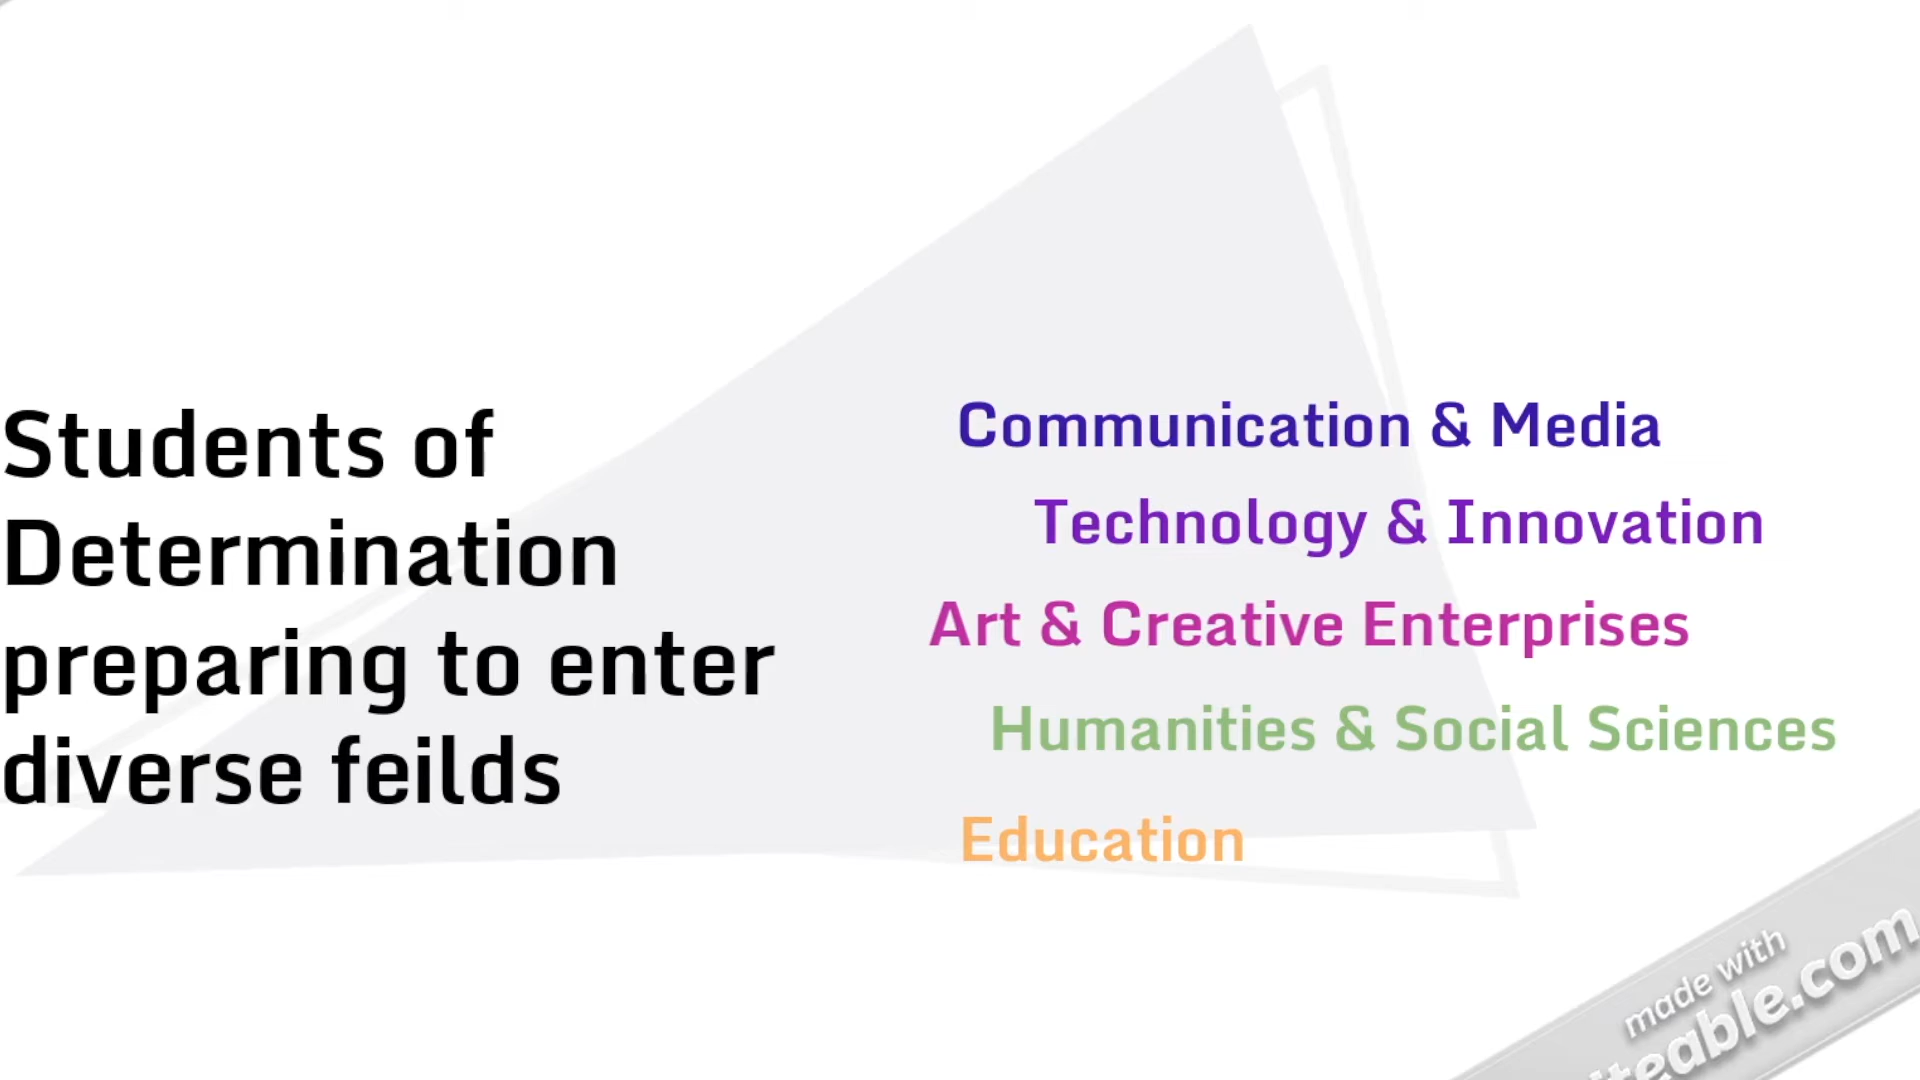 Students of
Determination
preparing to enter
diverse feilds
Communication & Media
Technology & Innovation
Art & Creative Enterprises
Humanities & Social Sciences
Education
made with